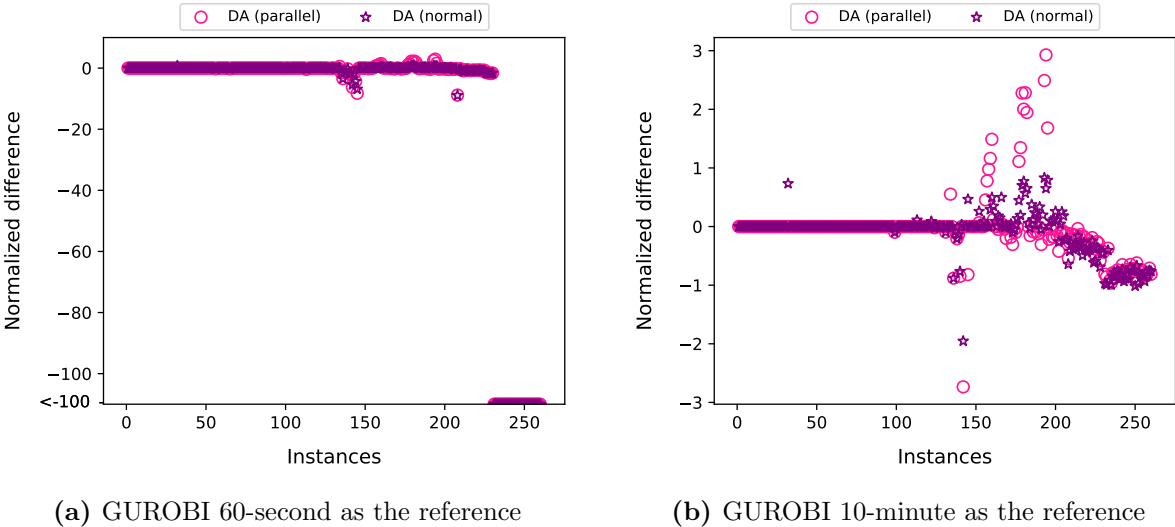 DA (parallel) DA (normal)
0
−20
−40
−60
−80
−100
<-100
Normalized difference
0 50 100 150 200 250
Instances
(a) GUROBI 60-second as the reference
DA (parallel) DA (normal)
3
2
1
0
−1
−2
−3
Normalized difference
0 50 100 150 200 250
Instances
(b) GUROBI 10-minute as the reference